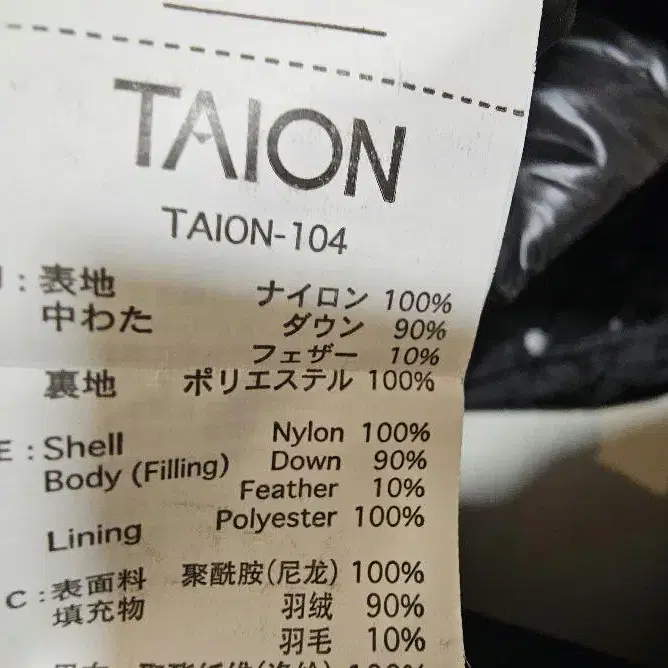 TAION
TAION-104
: 表地 ナイロン 100%
中わた ダウン 90%
フェザー 10%
裏地 ポリエステル 100%
E : Shell Nylon 100%
Body (Filling) Down 90%
Feather 10%
Lining Polyester 100%
C : 表面料 聚酰胺(尼龙) 100%
填充物 羽绒 90%
羽毛 10%